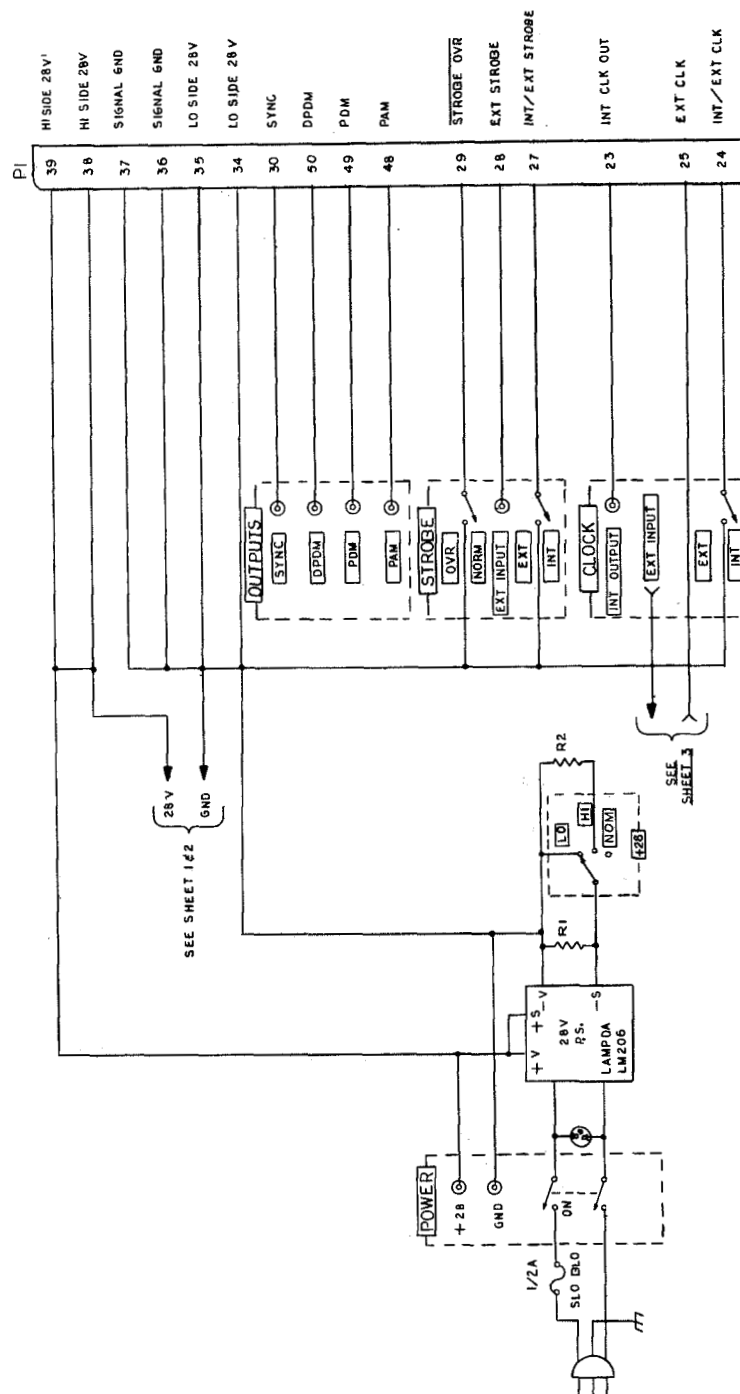 P1
39 HI SIDE 28V'
38 HI SIDE 28V
37 SIGNAL GND
36 SIGNAL GND
35 LO SIDE 28V
34 LO SIDE 28V
30 SYNC
50 DPDM
49 PDM
48 PAM
29 STROBE OVR
28 EXT STROBE
27 INT/EXT STROBE
23 INT CLK OUT
25 EXT CLK
24 INT/EXT CLK
OUTPUTS
SYNC
DPDM
PDM
PAM
STROBE
OVR
NORM
EXT INPUT
EXT
INT
CLOCK
INT OUTPUT
EXT INPUT
EXT
INT
28 V
GND
SEE SHEET 1¢2
SEE
SHEET 3
R2
LO
HI
NOM
+28
R1
+V +S -V
-S
28V
P.S.
LAMPDA
LM206
POWER
+28
GND
ON
1/2A
SLO BLO